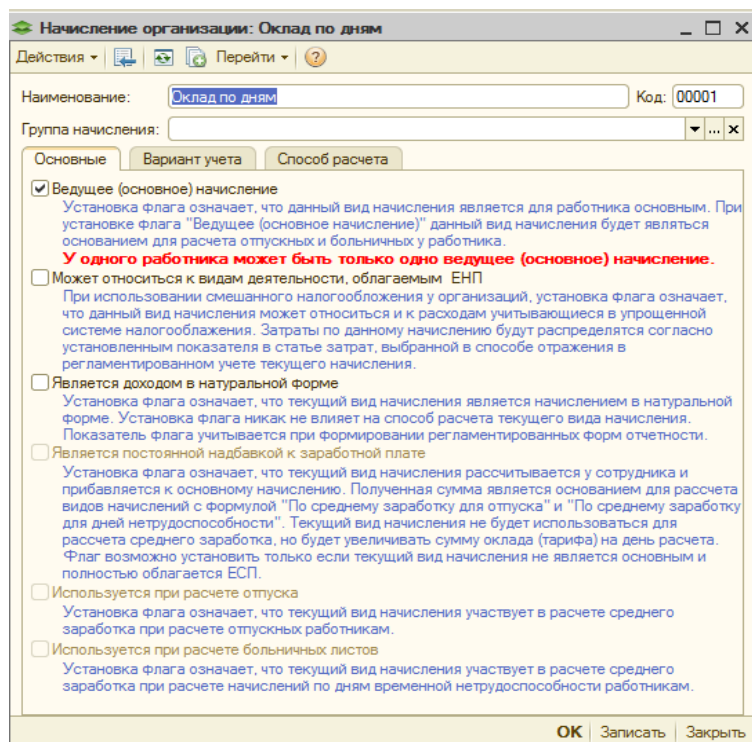 Начисление организации: Оклад по дням
Действия Перейти
Наименование: Оклад по дням Код: 00001
Группа начисления:
Основные Вариант учета Способ расчета
Ведущее (основное) начисление
Установка флага означает, что данный вид начисления является для работника основным. При
установке флага "Ведущее (основное начисление)" данный вид начисления будет являться
основанием для расчета отпускных и больничных у работника.
У одного работника может быть только одно ведущее (основное) начисление.
Может относиться к видам деятельности, облагаемым ЕНП
При использовании смешанного налогообложения у организаций, установка флага означает,
что данный вид начисления может относиться и к расходам учитывающиеся в упрощенной
системе налогооблажения. Затраты по данному начислению будут распределятся согласно
установленным показателя в статье затрат, выбранной в способе отражения в
регламентированном учете текущего начисления.
Является доходом в натуральной форме
Установка флага означает, что текущий вид начисления является начислением в натуральной
форме. Установка флага никак не влияет на способ расчета текущего вида начисления.
Показатель флага учитывается при формировании регламентированных форм отчетности.
Является постоянной надбавкой к заработной плате
Установка флага означает, что текущий вид начисления рассчитывается у сотрудника и
прибавляется к основному начислению. Полученная сумма является основанием для рассчета
видов начислений с формулой "По среднему заработку для отпуска" и "По среднему заработку
для дней нетрудоспособности". Текущий вид начисления не будет использоваться для
рассчета среднего заработка, но будет увеличивать сумму оклада (тарифа) на день расчета.
Флаг возможно установить только если текущий вид начисления не является основным и
полностью облагается ЕСП.
Используется при расчете отпуска
Установка флага означает, что текущий вид начисления участвует в расчете среднего
заработка при расчете отпускных работникам.
Используется при расчете больничных листов
Установка флага означает, что текущий вид начисления участвует в расчете среднего
заработка при расчете начислений по дням временной нетрудоспособности работникам.
OK Записать Закрыть